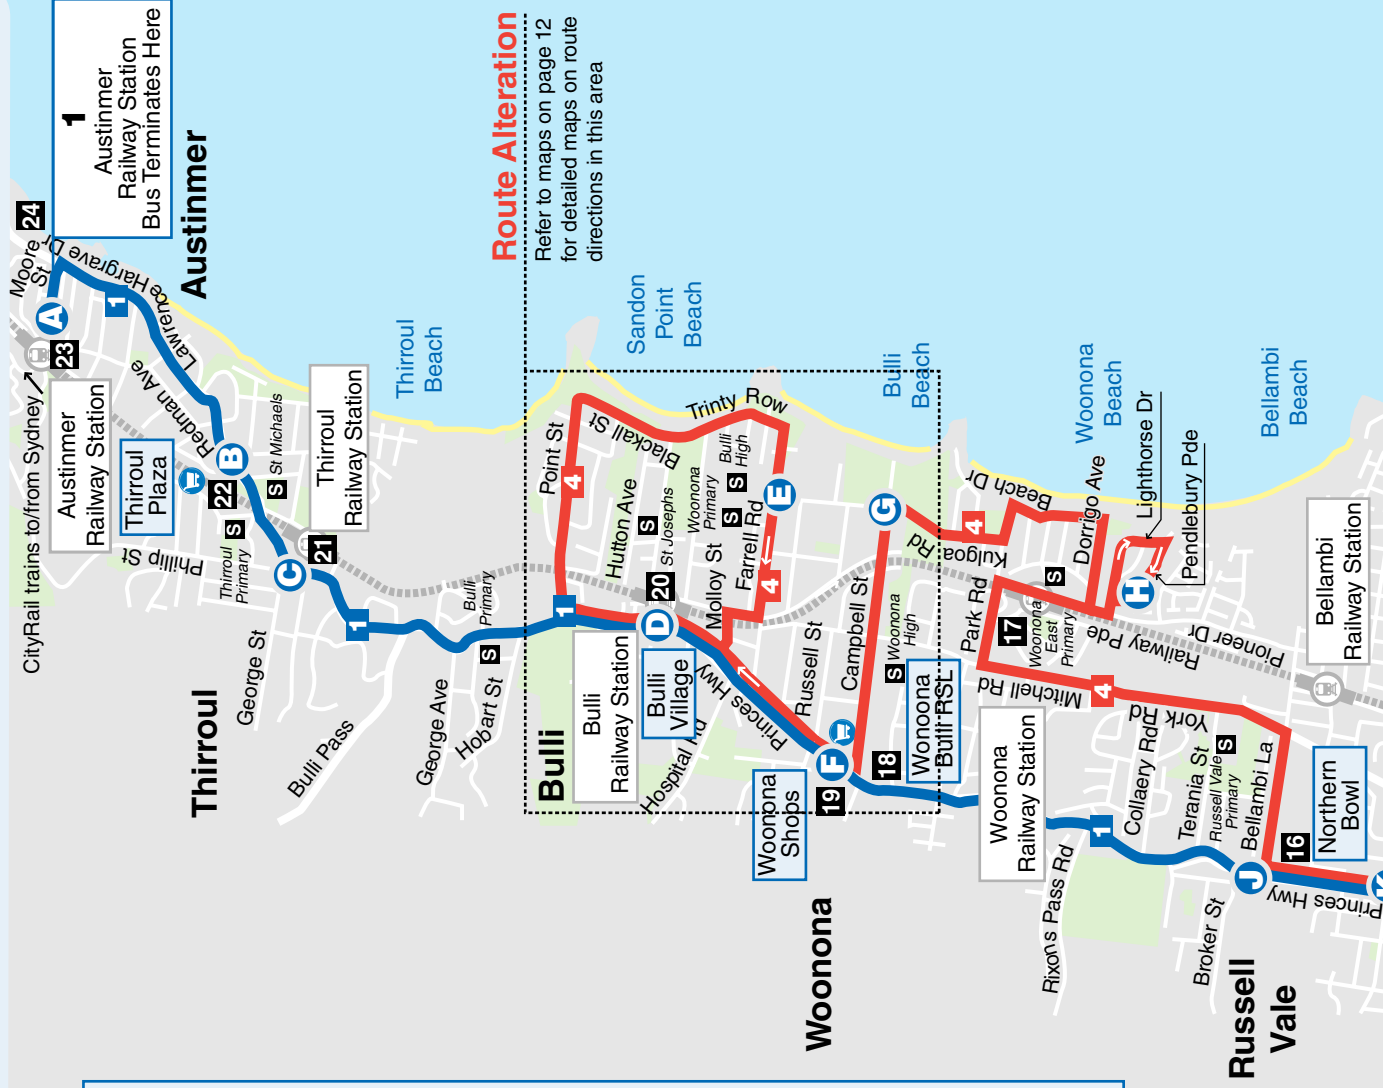 1
Austinmer
Railway Station
Bus Terminates Here
24
Moore
St
Lawrence Hargrave Dr
Austinmer
A
1
23
CityRail trains to/from Sydney
Austinmer
Railway Station
Redman Ave
Thirroul
Plaza
B
22
S
St Michaels
Thirroul
Railway Station
Thirroul
Beach
Phillip St
Thirroul
Primary
S
C
21
George St
Thirroul
1
Bulli Pass
George Ave
Hobart St
S
Bulli
Primary
Route Alteration
Refer to maps on page 12
for detailed maps on route
directions in this area
Sandon
Point
Beach
Bulli
Beach
Point St
4
Blackall St
Trinty Row
Hutton Ave
S
St Josephs
Woonona
Primary
S
Bulli
High
S
Molloy St
Farrell Rd
E
4
1
20
D
Bulli
Railway Station
Bulli
Village
Bulli
Hospital Rd
Princes Hwy
Russell St
Campbell St
G
S
Woonona
High
F
18
19
Woonona
Shops
Woonona
Bulli RSL
Woonona
Woonona
Railway Station
Kulgoa Rd
4
Beach Dr
Woonona
Beach
Dorrigo Ave
Lighthorse Dr
Pendlebury Pde
H
S
Park Rd
17
Woonona
East
Primary
Railway Pde
Pioneer Dr
Mitchell Rd
4
York Rd
Bellambi
Beach
Bellambi
Railway Station
Rixons Pass Rd
1
Collaery Rd
Terania St
Russell Vale
Primary
S
Bellambi La
J
16
Northern
Bowl
Broker St
Princes Hwy
Princes
K
Russell
Vale